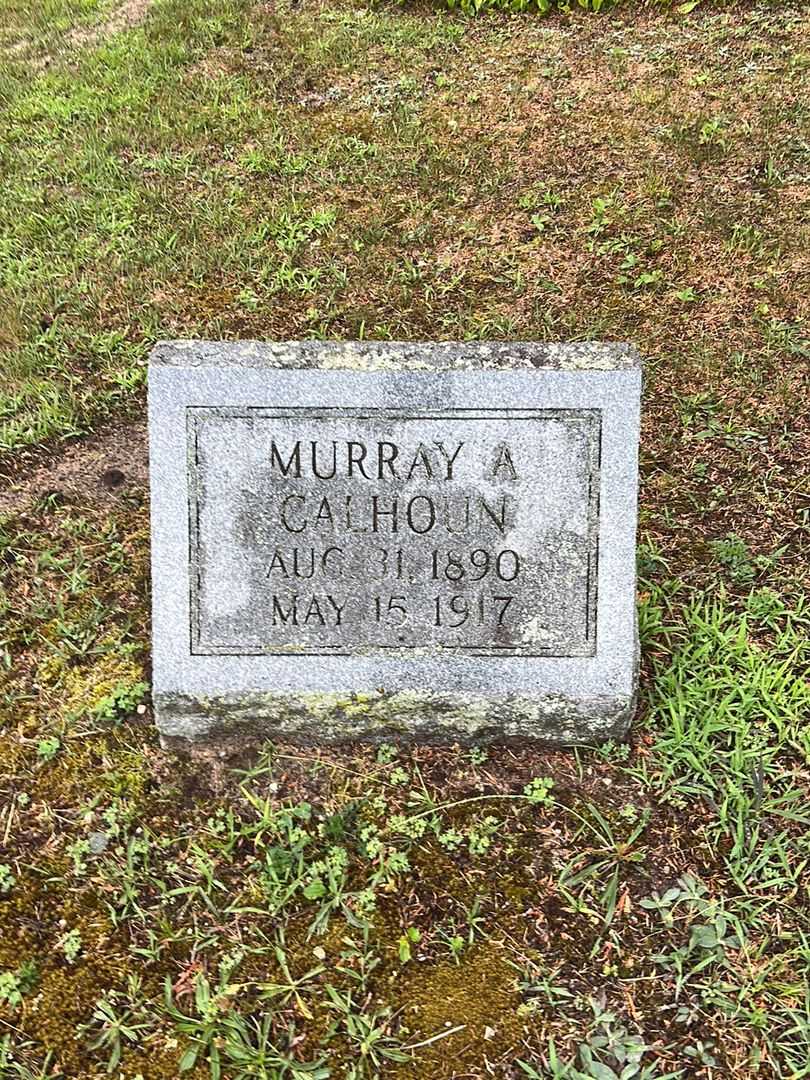 MURRAY A
CALHOUN
AUG. 31, 1890
MAY 15, 1917